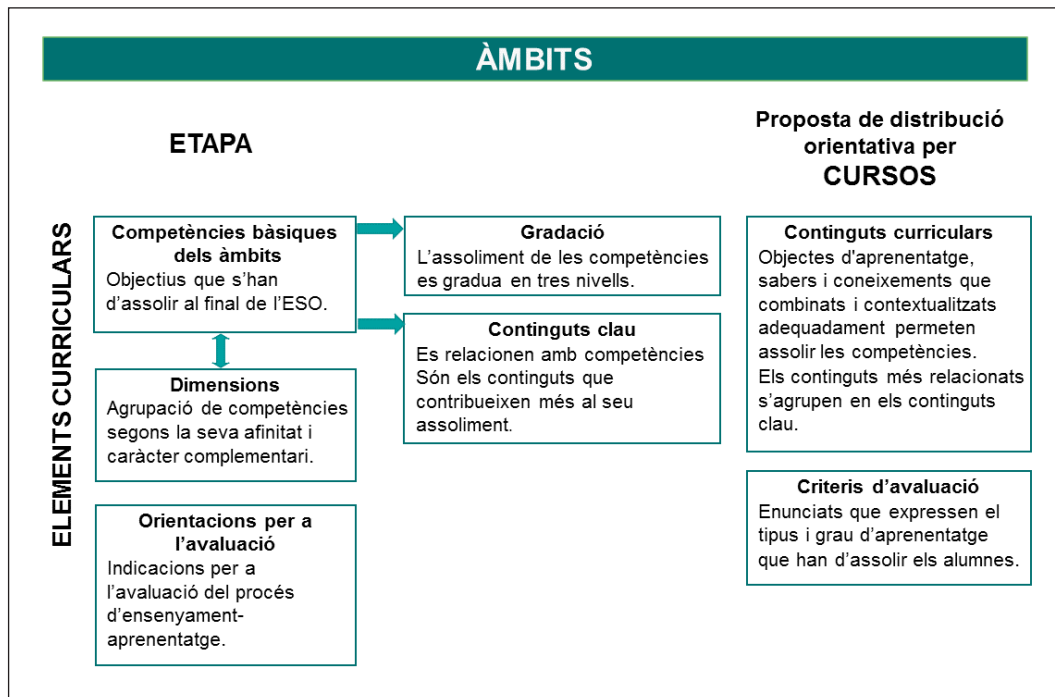 ÀMBITS
ETAPA
Proposta de distribució
orientativa per
CURSOS
ELEMENTS CURRICULARS
Competències bàsiques
dels àmbits
Objectius que s’han
d’assolir al final de l’ESO.
Gradació
L’assoliment de les competències
es gradua en tres nivells.
Continguts clau
Es relacionen amb competències
Són els continguts que
contribueixen més al seu
assoliment.
Dimensions
Agrupació de competències
segons la seva afinitat i
caràcter complementari.
Orientacions per a
l’avaluació
Indicacions per a
l’avaluació del procés
d’ensenyament-
aprenentatge.
Continguts curriculars
Objectes d'aprenentatge,
sabers i coneixements que
combinats i contextualitzats
adequadament permeten
assolir les competències.
Els continguts més relacionats
s’agrupen en els continguts
clau.
Criteris d’avaluació
Enunciats que expressen el
tipus i grau d’aprenentatge
que han d’assolir els alumnes.